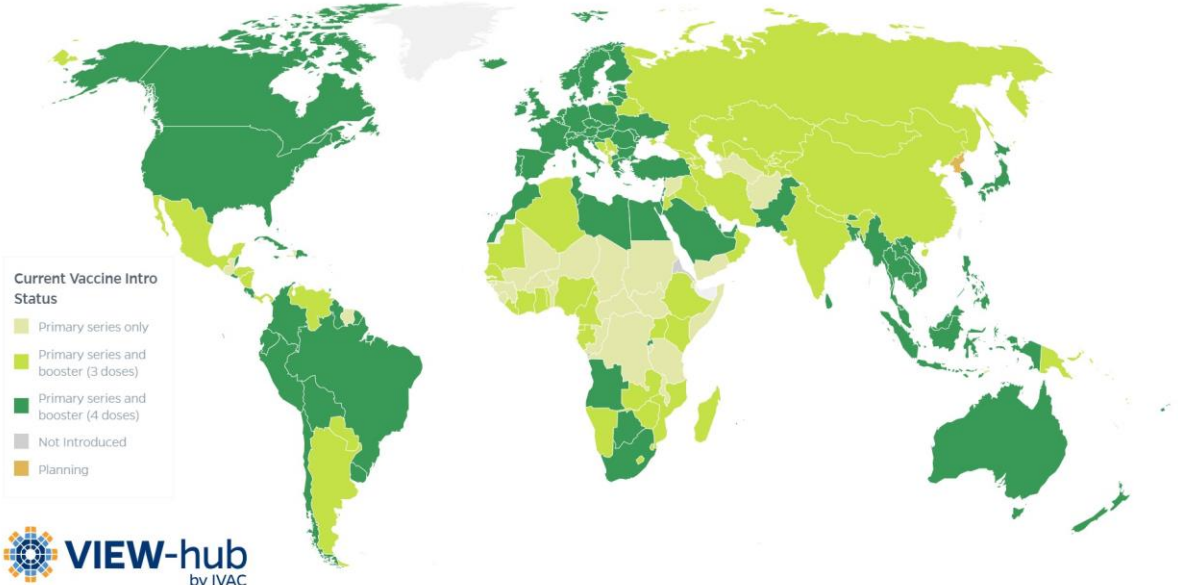 Current Vaccine Intro
Status
Primary series only
Primary series and
booster (3 doses)
Primary series and
booster (4 doses)
Not Introduced
Planning
VIEW-hub
by IVAC